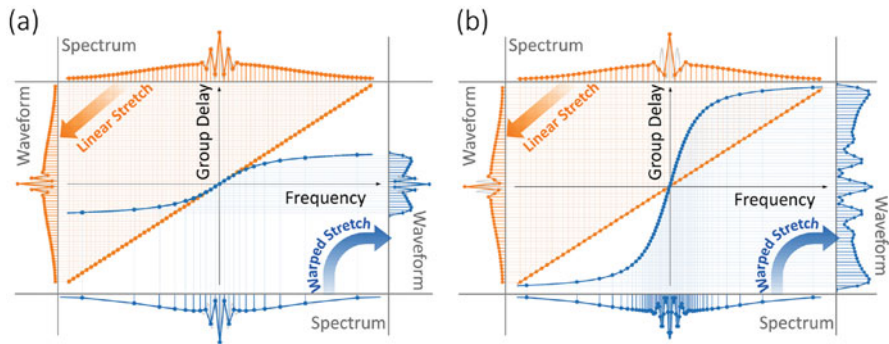 (a)
Spectrum
Waveform
Linear Stretch
Group Delay
Frequency
Warped Stretch
Waveform
Spectrum
(b)
Spectrum
Waveform
Linear Stretch
Group Delay
Frequency
Warped Stretch
Waveform
Spectrum